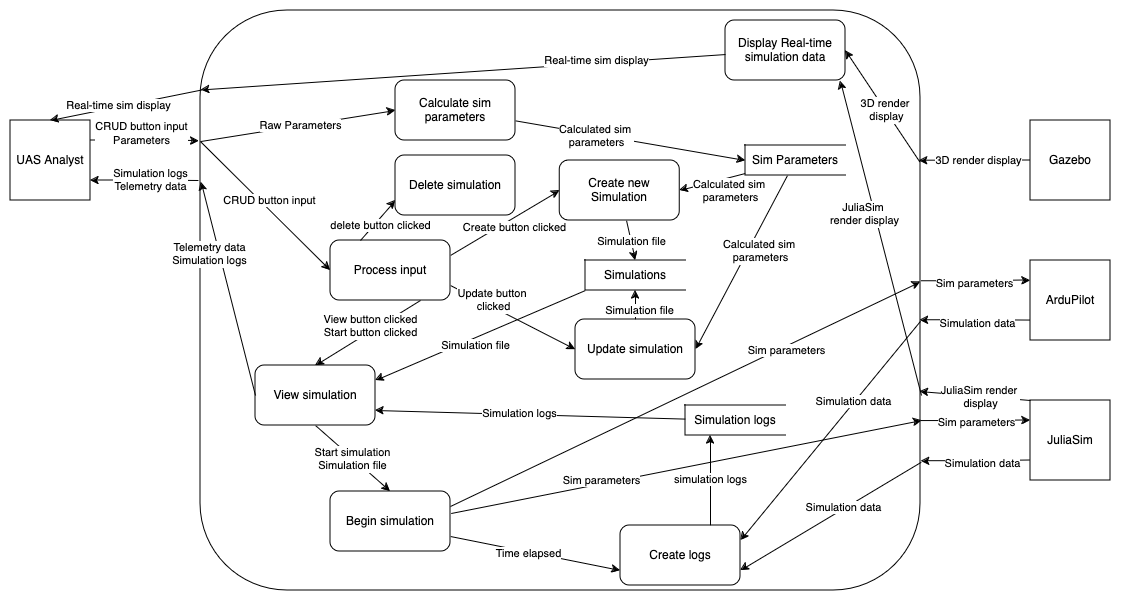 Display Real-time
simulation data
Real-time sim display
Real-time sim display
Calculate sim
parameters
3D render
display
CRUD button input
Parameters
Raw Parameters
Calculated sim
parameters
UAS Analyst
Sim Parameters
3D render display
Gazebo
Simulation logs
Telemetry data
Delete simulation
Create new
Simulation
Calculated sim
parameters
CRUD button input
delete button clicked
Create button clicked
JuliaSim
render display
Telemetry data
Simulation logs
Simulation file
Calculated sim
parameters
Process input
Simulations
Sim parameters
ArduPilot
Update button
clicked
View button clicked
Start button clicked
Simulation file
Simulation data
Simulation file
Update simulation
Sim parameters
View simulation
Simulation data
JuliaSim render
display
Simulation logs
Simulation logs
Sim parameters
JuliaSim
Start simulation
Simulation file
Simulation data
Sim parameters
simulation logs
Simulation data
Begin simulation
Time elapsed
Create logs